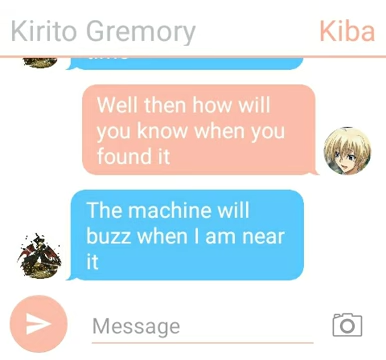 Kirito Gremory Kiba
Well then how will
you know when you
found it
The machine will
buzz when I am near
it
Message